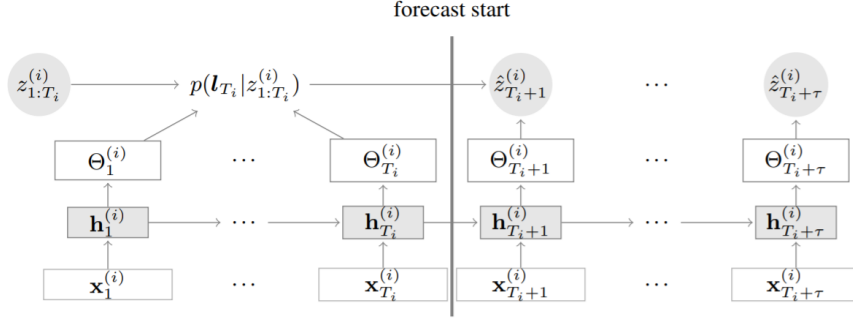 forecast start
z_{1:T_i}^{(i)} p(l_{T_i}|z_{1:T_i}^{(i)}) ẑ_{T_i+1}^{(i)} ⋯ ẑ_{T_i+τ}^{(i)}
Θ_1^{(i)} ⋯ Θ_{T_i}^{(i)} Θ_{T_i+1}^{(i)} Θ_{T_i+τ}^{(i)}
h_1^{(i)} ⋯ h_{T_i}^{(i)} h_{T_i+1}^{(i)} ⋯ h_{T_i+τ}^{(i)}
x_1^{(i)} ⋯ x_{T_i}^{(i)} x_{T_i+1}^{(i)} ⋯ x_{T_i+τ}^{(i)}